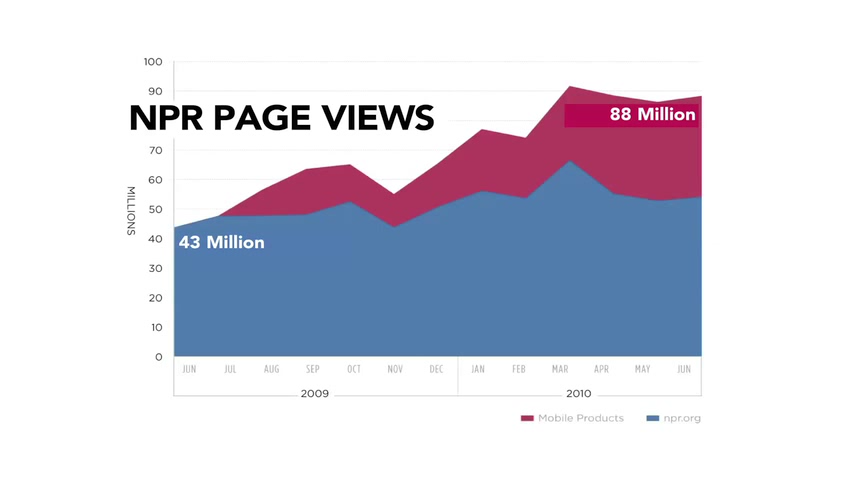 100
90
NPR PAGE VIEWS
88 Million
70
60
MILLIONS
50
43 Million
40
30
20
10
0
JUN JUL AUG SEP OCT NOV DEC JAN FEB MAR APR MAY JUN
2009 2010
Mobile Products npr.org